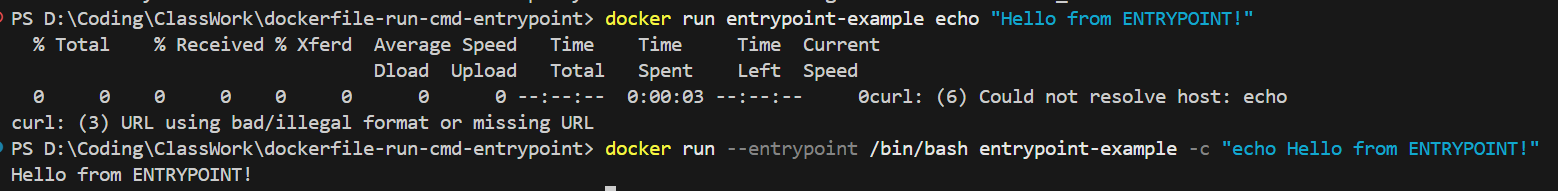 PS D:\Coding\ClassWork\dockerfile-run-cmd-entrypoint> docker run entrypoint-example echo "Hello from ENTRYPOINT!"
  % Total    % Received % Xferd  Average Speed   Time    Time     Time  Current
                                 Dload  Upload   Total   Spent    Left  Speed
  0     0    0     0    0     0      0      0 --:--:--  0:00:03 --:--:--     0curl: (6) Could not resolve host: echo
curl: (3) URL using bad/illegal format or missing URL
PS D:\Coding\ClassWork\dockerfile-run-cmd-entrypoint> docker run --entrypoint /bin/bash entrypoint-example -c "echo Hello from ENTRYPOINT!"
Hello from ENTRYPOINT!